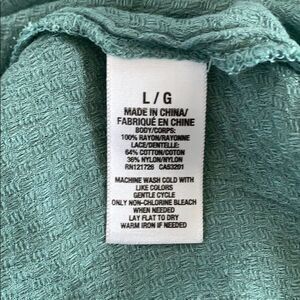 L / G
MADE IN CHINA/
FABRIQUÉ EN CHINE
BODY/CORPS:
100% RAYON/RAYONNE
LACE/DENTELLE:
64% COTTON/COTON
36% NYLON/NYLON
RN121726 CA53201
MACHINE WASH COLD WITH
LIKE COLORS
GENTLE CYCLE
ONLY NON-CHLORINE BLEACH
WHEN NEEDED
LAY FLAT TO DRY
WARM IRON IF NEEDED